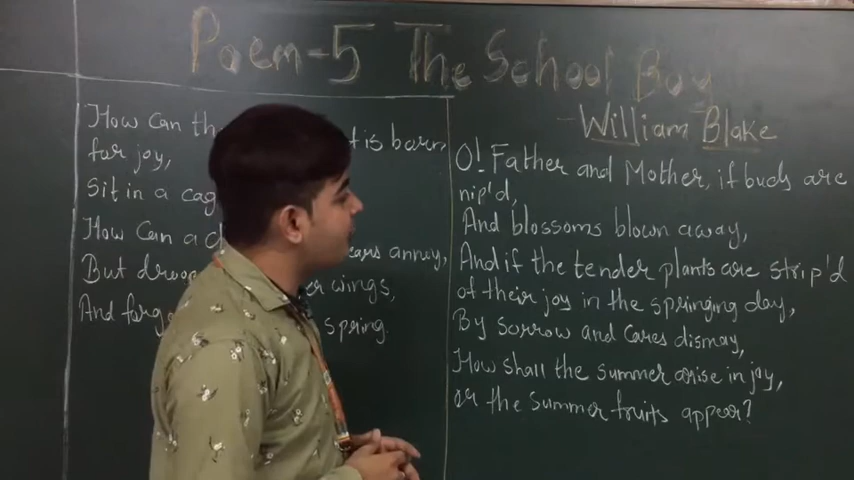 Poem-5 The School Boy
- William Blake
How can th is born
for joy,
Sit in a cag
How can a ears annay,
But droo er wings,
And forg spring.
O! Father and Mother, if buds are
nip'd,
And blossoms blown away,
And if the tender plants are strip'd
of their joy in the springing day,
By sorrow and cares dismay,
How shall the summer arise in joy,
or the summer fruits appear?